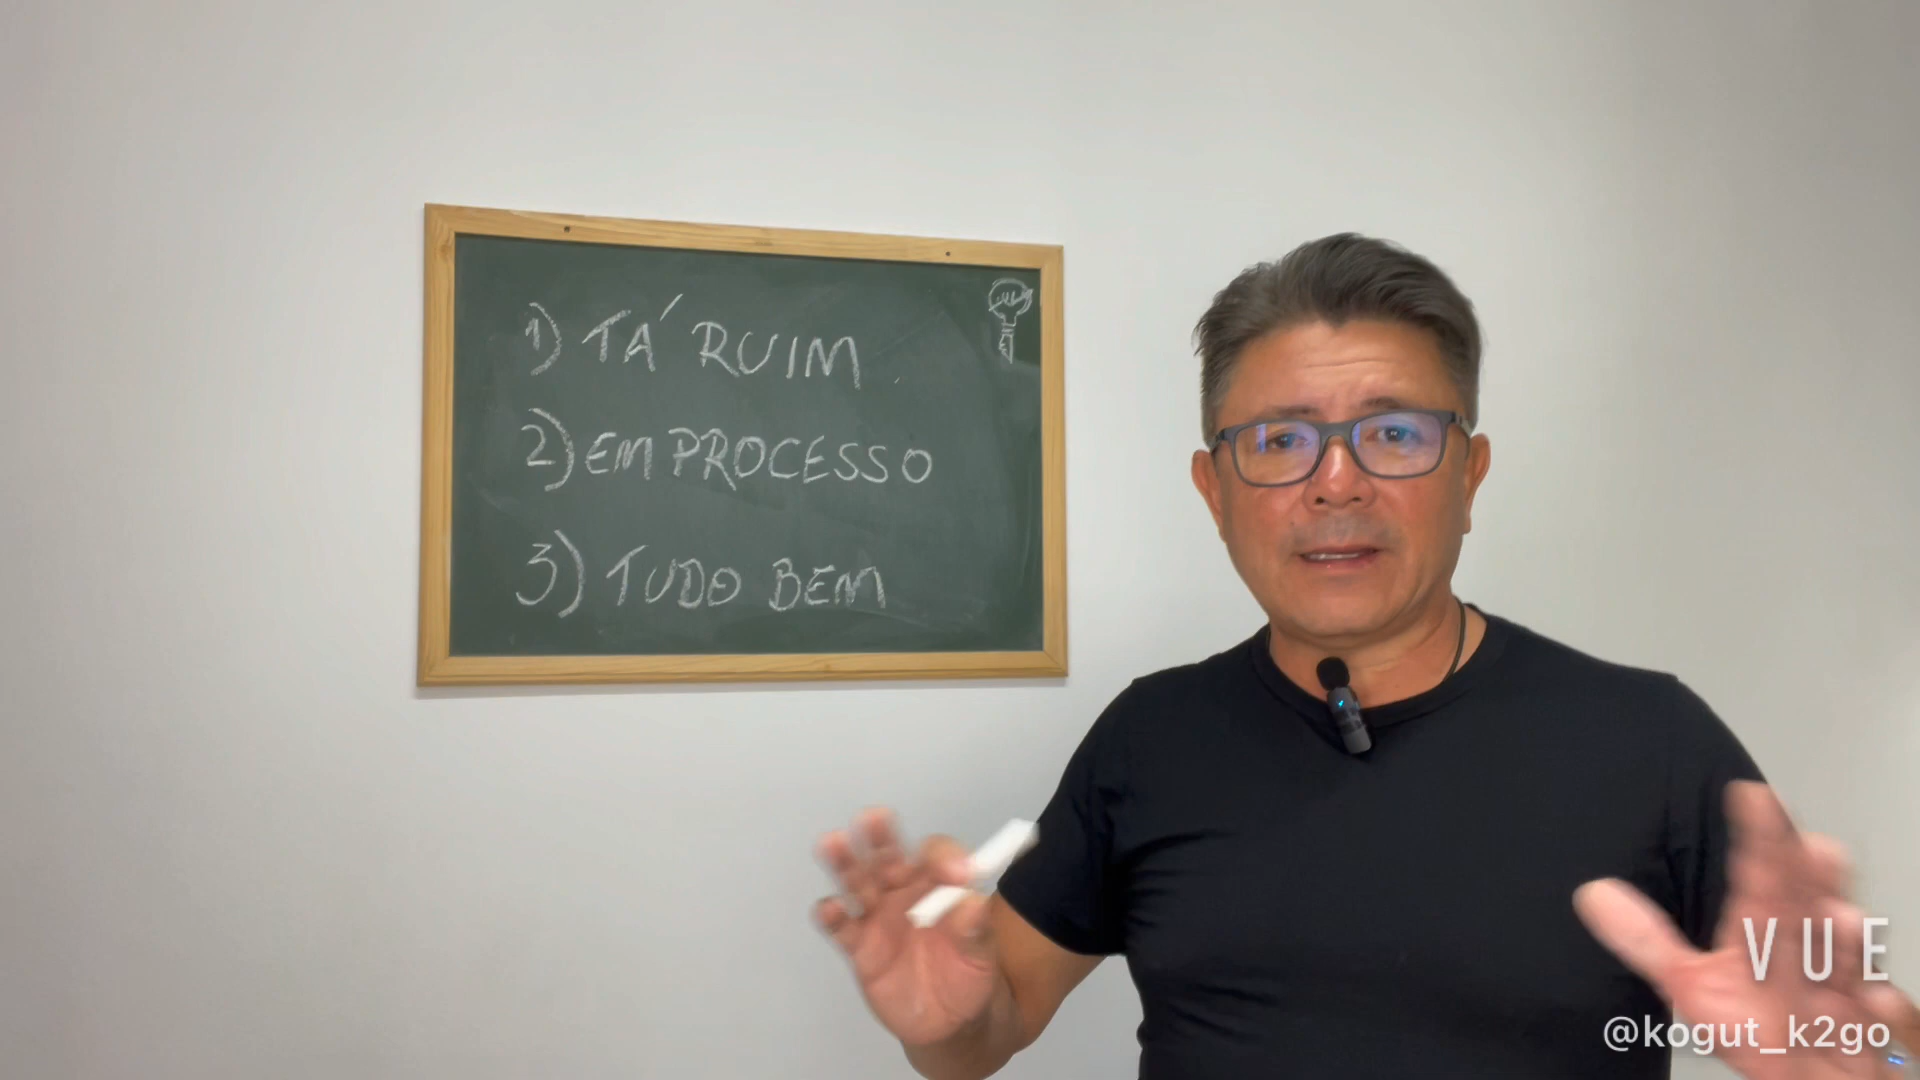 1) TÁ RUIM
2) EM PROCESSO
3) TUDO BEM
VUE
@kogut_k2go